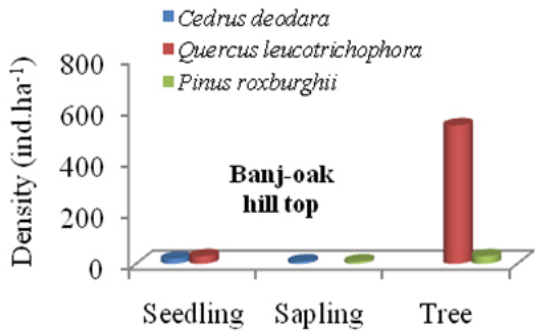 Cedrus deodara
Quercus leucotrichophora
Pinus roxburghii
Density (ind.ha⁻¹)
800
600
400
200
0
Banj-oak
hill top
Seedling Sapling Tree